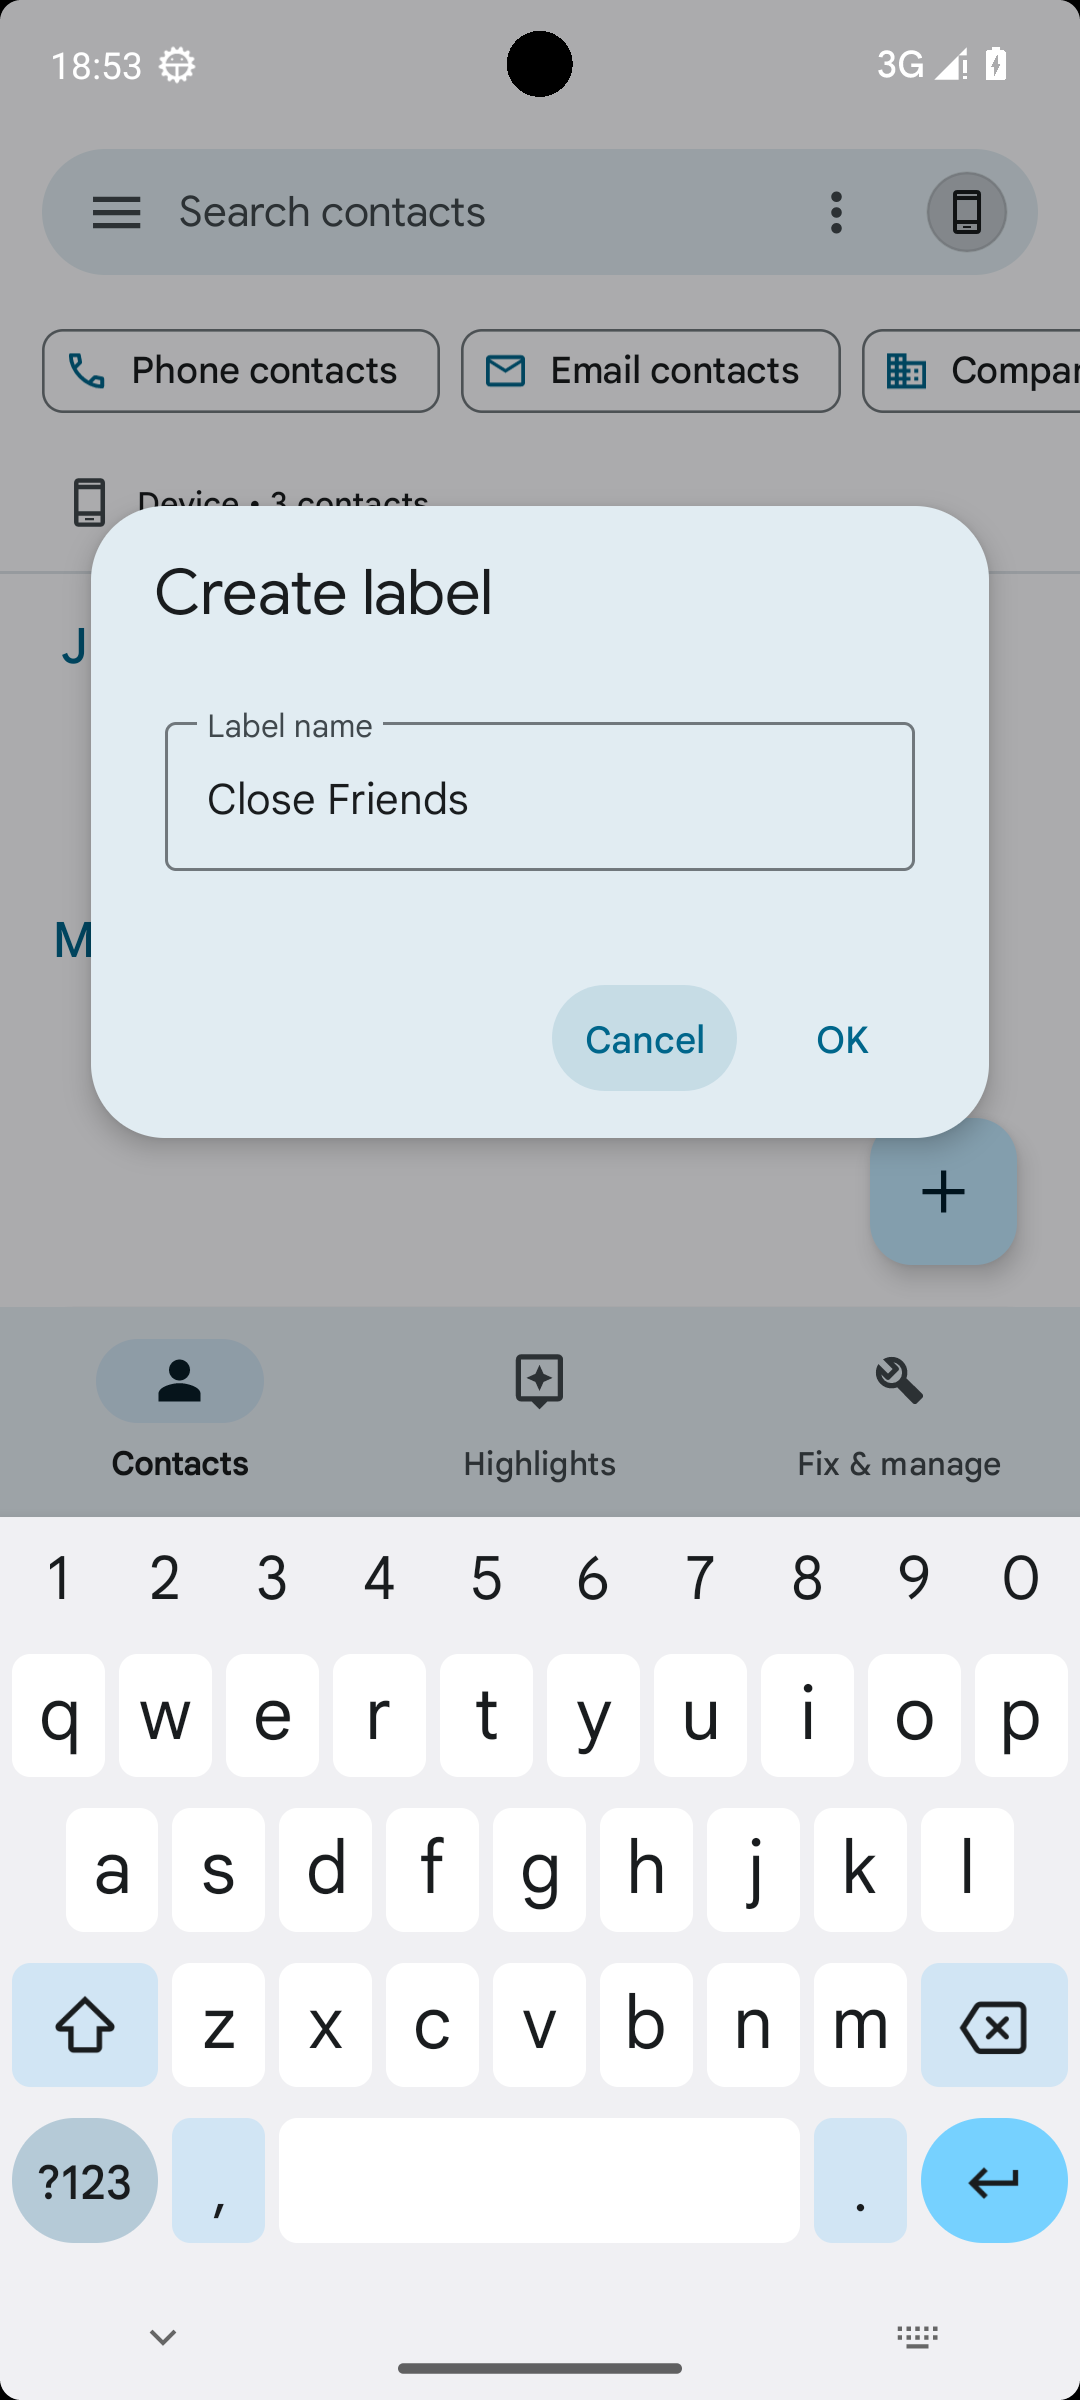 18:53
3G
Search contacts
Phone contacts
Email contacts
Compan
Device • 3 contacts
Create label
J
Label name
Close Friends
M
Cancel
OK
Contacts
Highlights
Fix & manage
1 2 3 4 5 6 7 8 9 0
q w e r t y u i o p
a s d f g h j k l
z x c v b n m
?123 , .